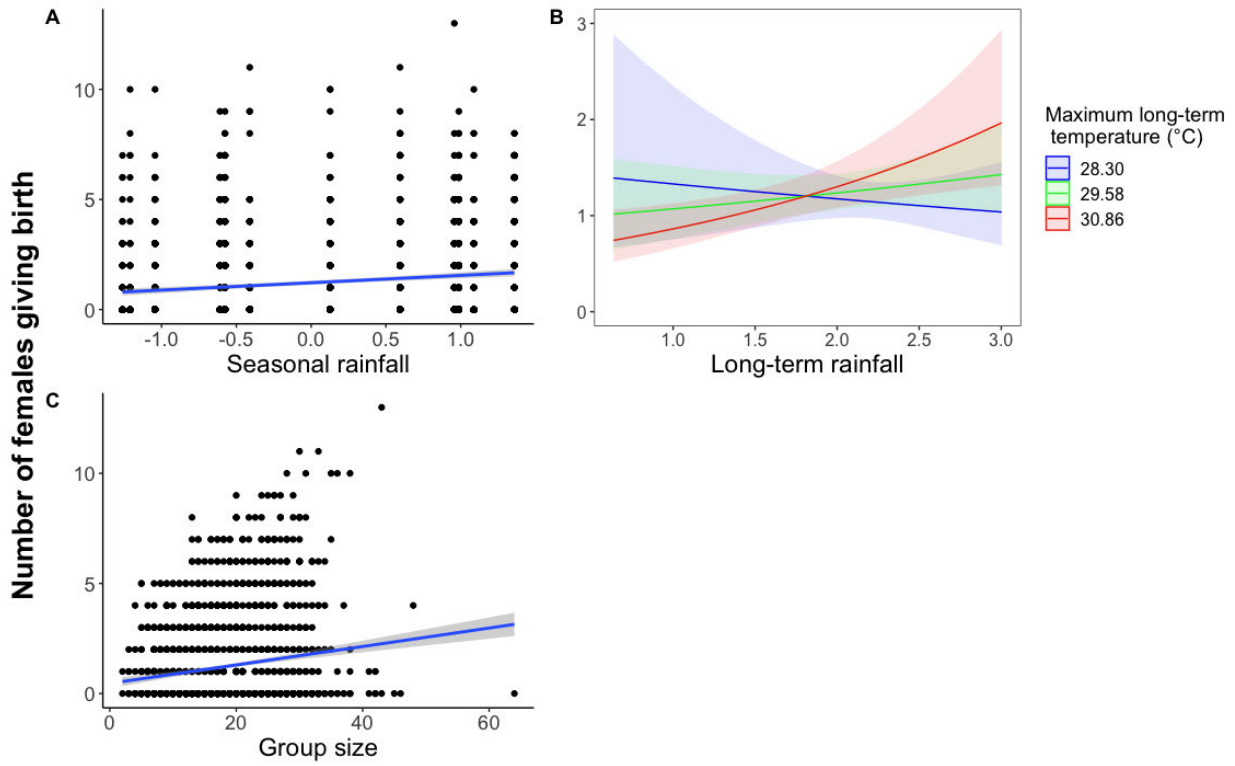 Number of females giving birth
A
10
5
0
-1.0 -0.5 0.0 0.5 1.0
Seasonal rainfall
B
3
2
1
0
1.0 1.5 2.0 2.5 3.0
Long-term rainfall
Maximum long-term
temperature (°C)
28.30
29.58
30.86
C
10
5
0
0 20 40 60
Group size